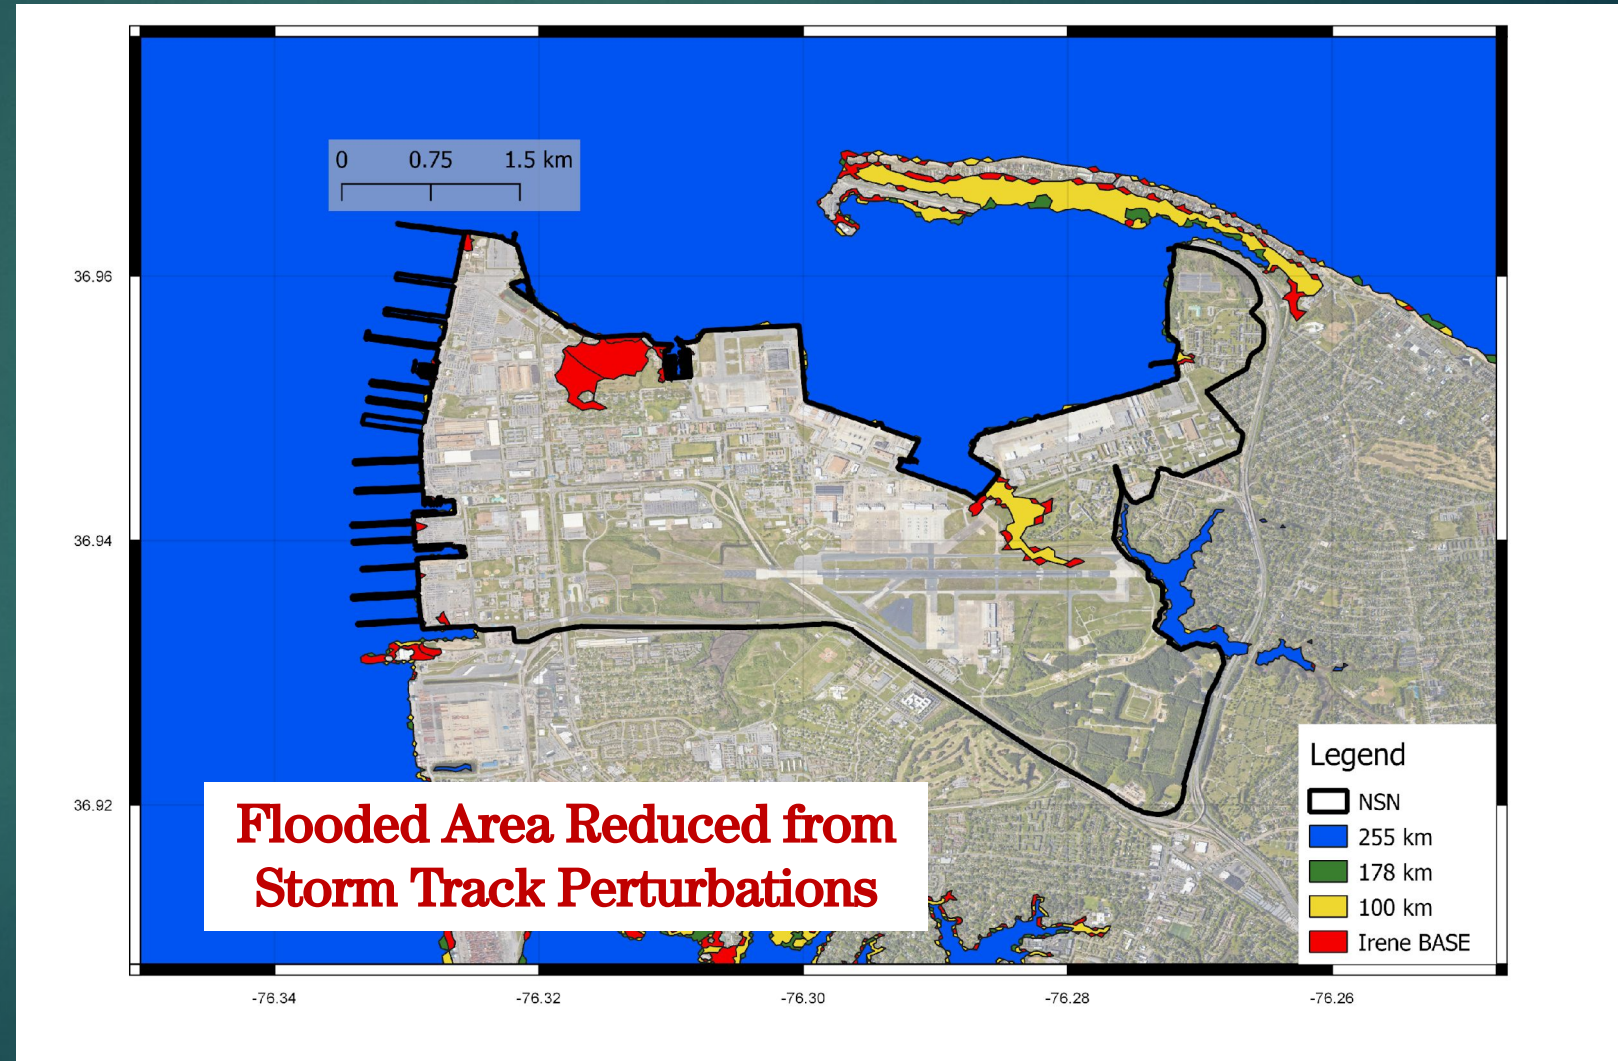 0 0.75 1.5 km
36.96
36.94
36.92
Flooded Area Reduced from
Storm Track Perturbations
Legend
NSN
255 km
178 km
100 km
Irene BASE
-76.34 -76.32 -76.30 -76.28 -76.26